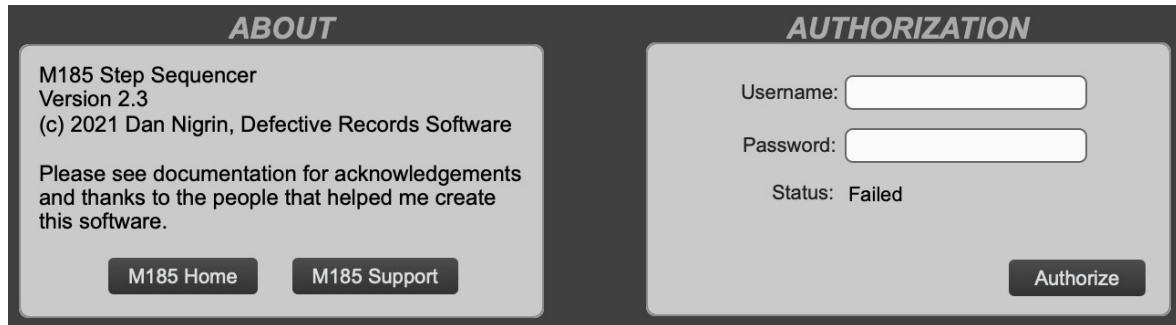 ABOUT
M185 Step Sequencer
Version 2.3
(c) 2021 Dan Nigrin, Defective Records Software
Please see documentation for acknowledgements
and thanks to the people that helped me create
this software.
M185 Home
M185 Support
AUTHORIZATION
Username:
Password:
Status: Failed
Authorize